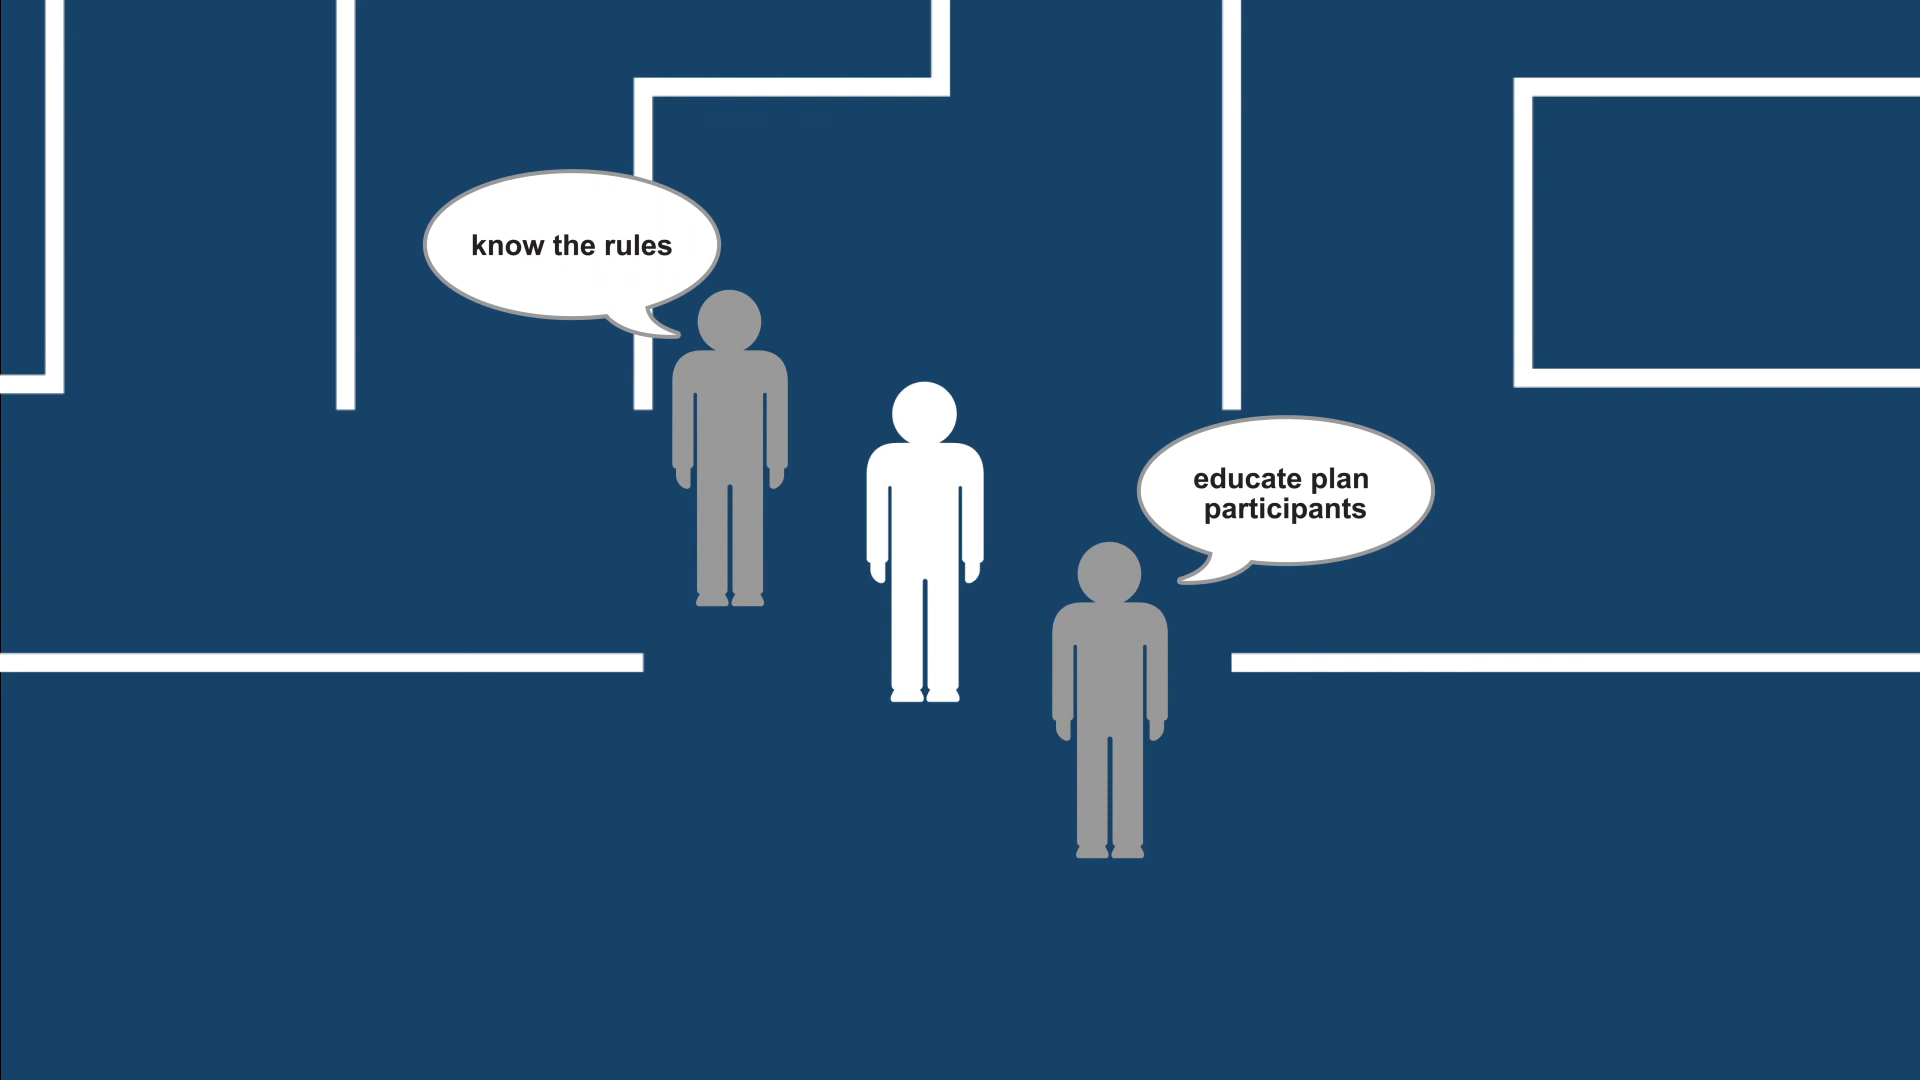 know the rules
educate plan
participants